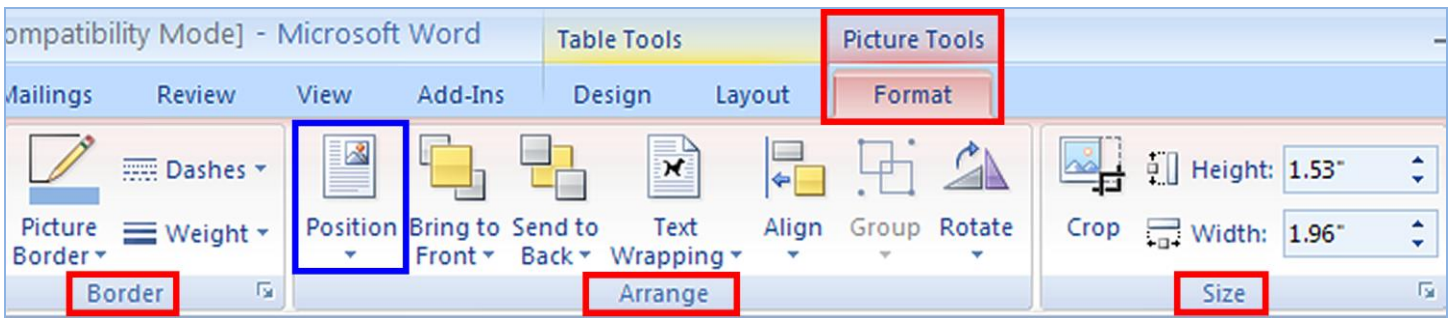 ompatibility Mode] - Microsoft Word
Table Tools
Picture Tools
Mailings Review View Add-Ins Design Layout Format
Picture Border
Dashes
Weight
Position
Bring to Front
Send to Back
Text Wrapping
Align
Group
Rotate
Crop
Height: 1.53"
Width: 1.96"
Border
Arrange
Size